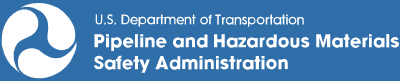 U.S. Department of Transportation
Pipeline and Hazardous Materials
Safety Administration